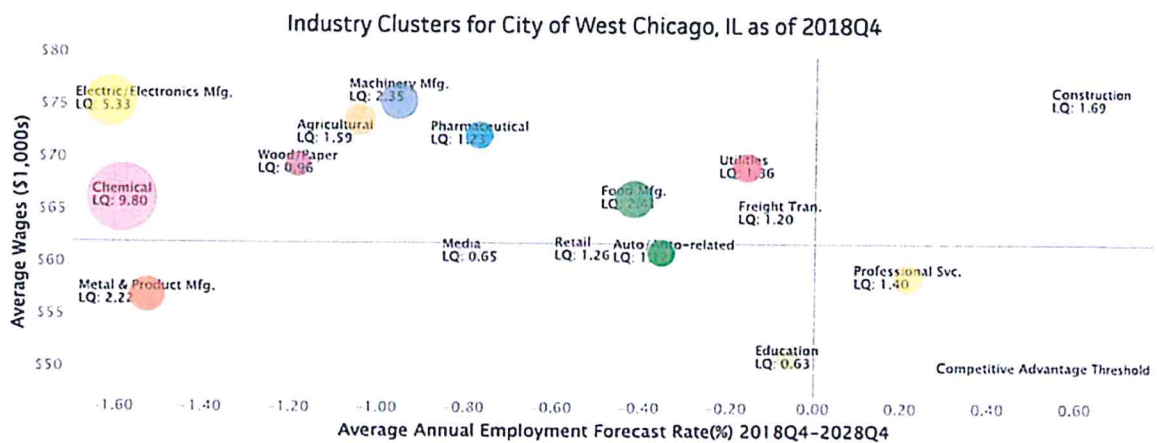 Industry Clusters for City of West Chicago, IL as of 2018Q4
$80
Electric/Electronics Mfg.
LQ: 5.33
Machinery Mfg.
LQ: 2.35
Construction
LQ: 1.69
$75
Agricultural
LQ: 1.59
Pharmaceutical
LQ: 1.23
$70
Wood/Paper
LQ: 0.96
Utilities
LQ: 1.36
Chemical
LQ: 9.80
Food Mfg.
LQ: 2.41
$65
Freight Tran.
LQ: 1.20
Media
LQ: 0.65
Retail
LQ: 1.26
Auto/Auto-related
LQ:
$60
Professional Svc.
LQ: 1.40
Metal & Product Mfg.
LQ: 2.22
$55
Education
LQ: 0.63
$50
Competitive Advantage Threshold
Average Wages ($1,000s)
-1.60 -1.40 -1.20 -1.00 -0.80 -0.60 -0.40 -0.20 0.00 0.20 0.40 0.60
Average Annual Employment Forecast Rate(%) 2018Q4-2028Q4